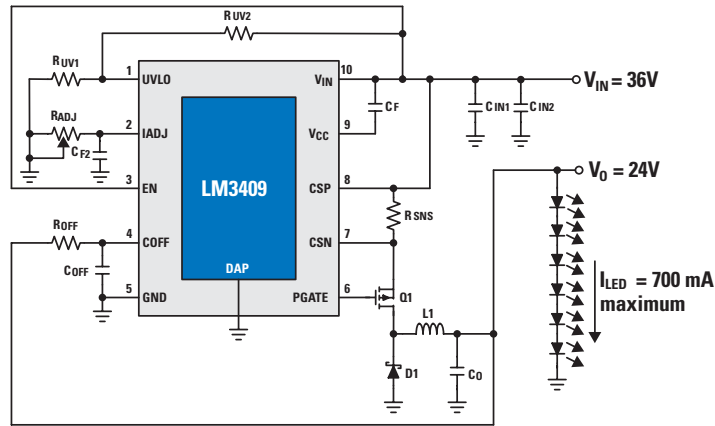 RUV2
RUV1
1
UVLO
VIN
10
VIN = 36V
CF
CIN1
CIN2
RADJ
2
IADJ
VCC
9
CF2
VO = 24V
3
EN
LM3409
CSP
8
RSNS
ROFF
4
COFF
CSN
7
COFF
DAP
ILED = 700 mA
maximum
5
GND
PGATE
6
Q1
L1
D1
CO